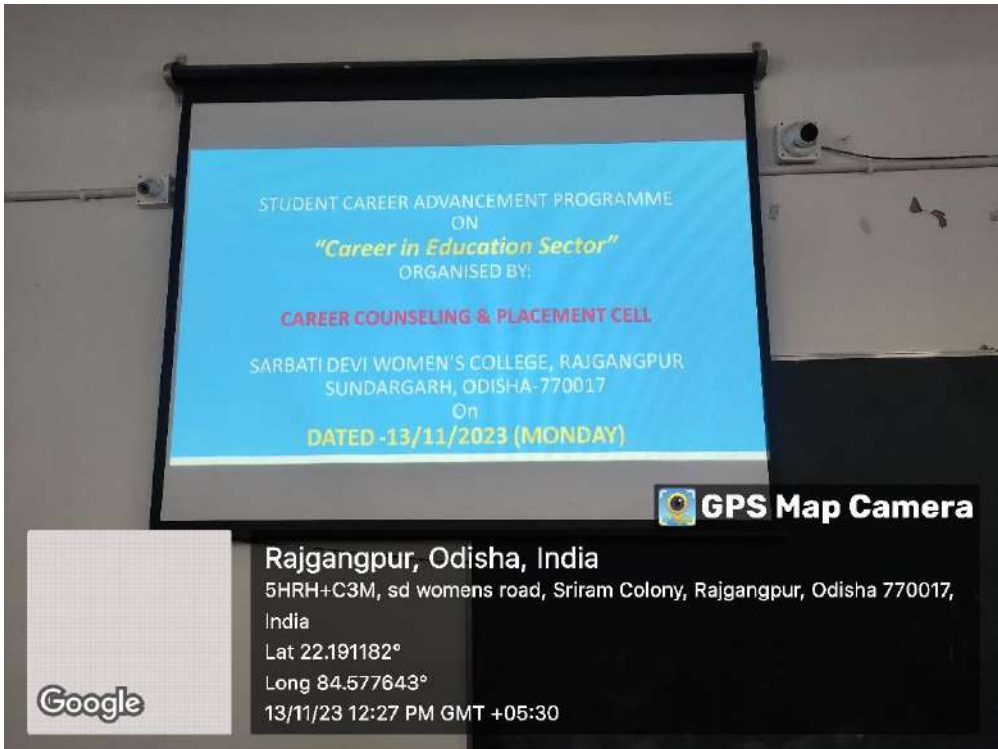 STUDENT CAREER ADVANCEMENT PROGRAMME
ON
"Career in Education Sector"
ORGANISED BY:
CAREER COUNSELING & PLACEMENT CELL
SARBATI DEVI WOMEN'S COLLEGE, RAJGANGPUR
SUNDARGARH, ODISHA-770017
On
DATED -13/11/2023 (MONDAY)
GPS Map Camera
Rajgangpur, Odisha, India
5HRH+C3M, sd womens road, Sriram Colony, Rajgangpur, Odisha 770017,
India
Lat 22.191182°
Long 84.577643°
13/11/23 12:27 PM GMT +05:30
Google